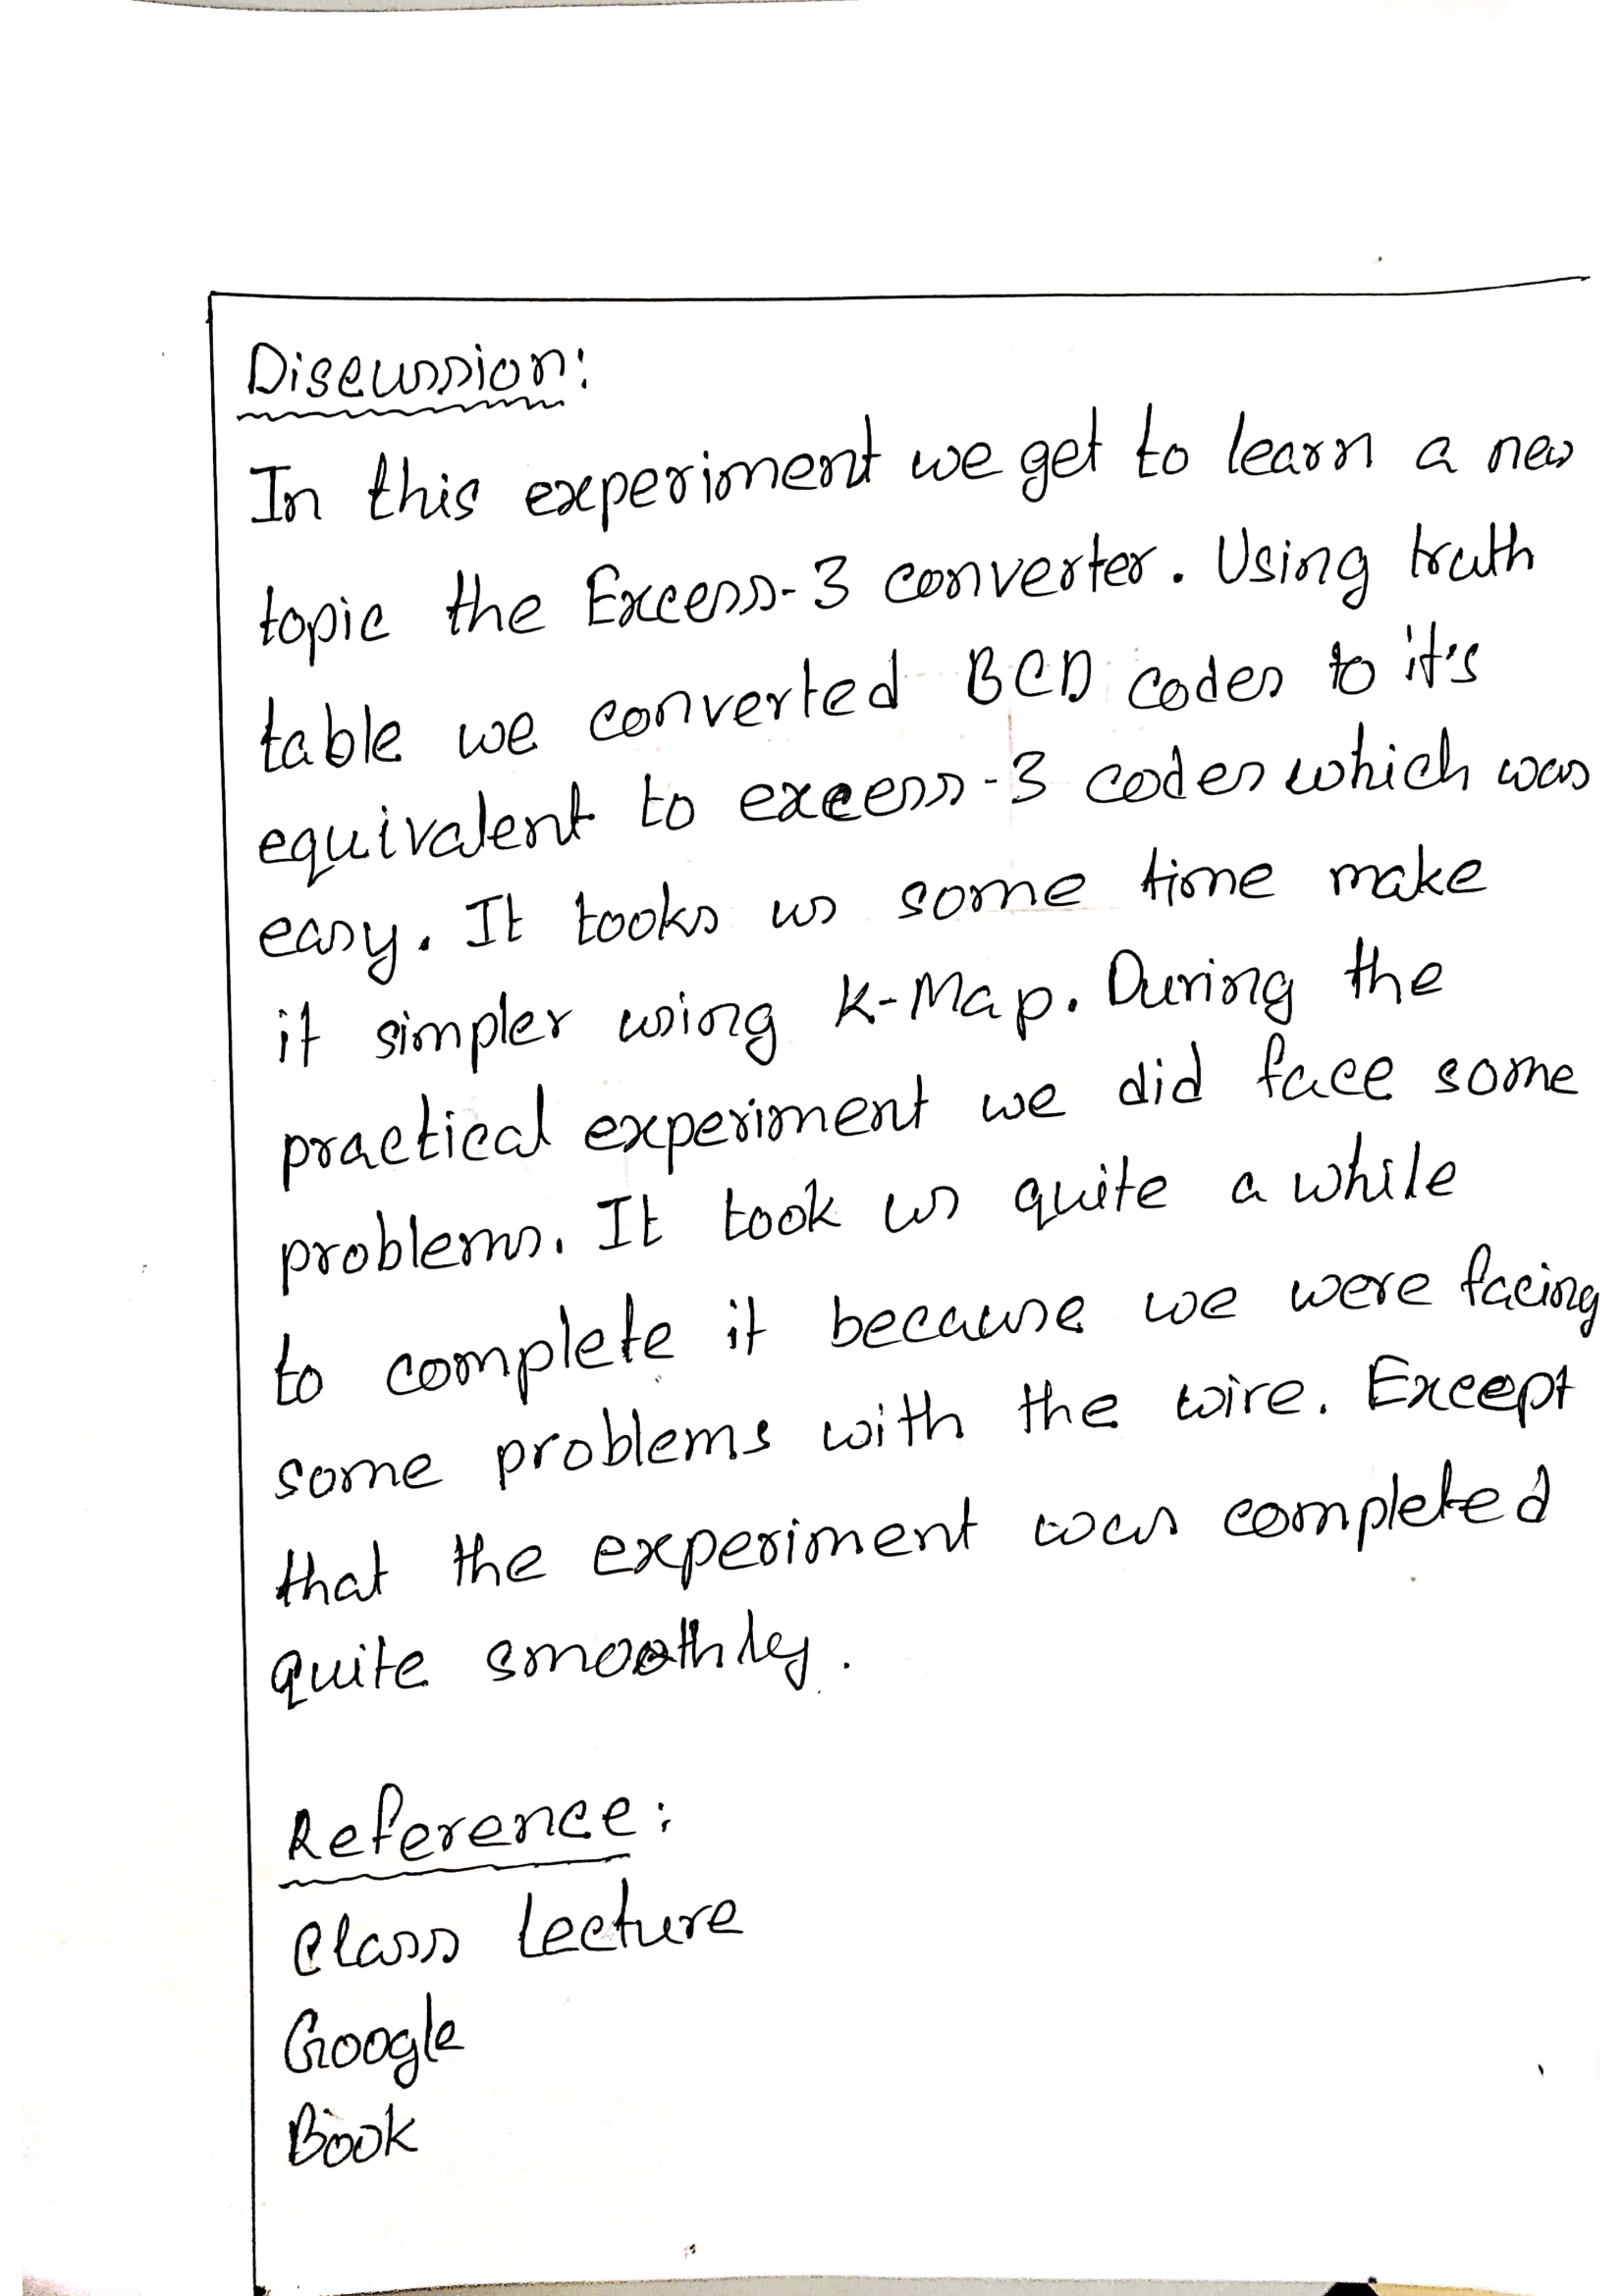 Discussion:
In this experiment we get to learn a new
topic the Excess-3 converter. Using truth
table we converted BCD codes to it's
equivalent to excess-3 codes which was
easy. It tooks us some time make
it simpler using K-Map. During the
practical experiment we did face some
problems. It took us quite a while
to complete it because we were facing
some problems with the wire. Except
that the experiment was completed
quite smoothly.
Reference:
Class Lecture
Google
Book